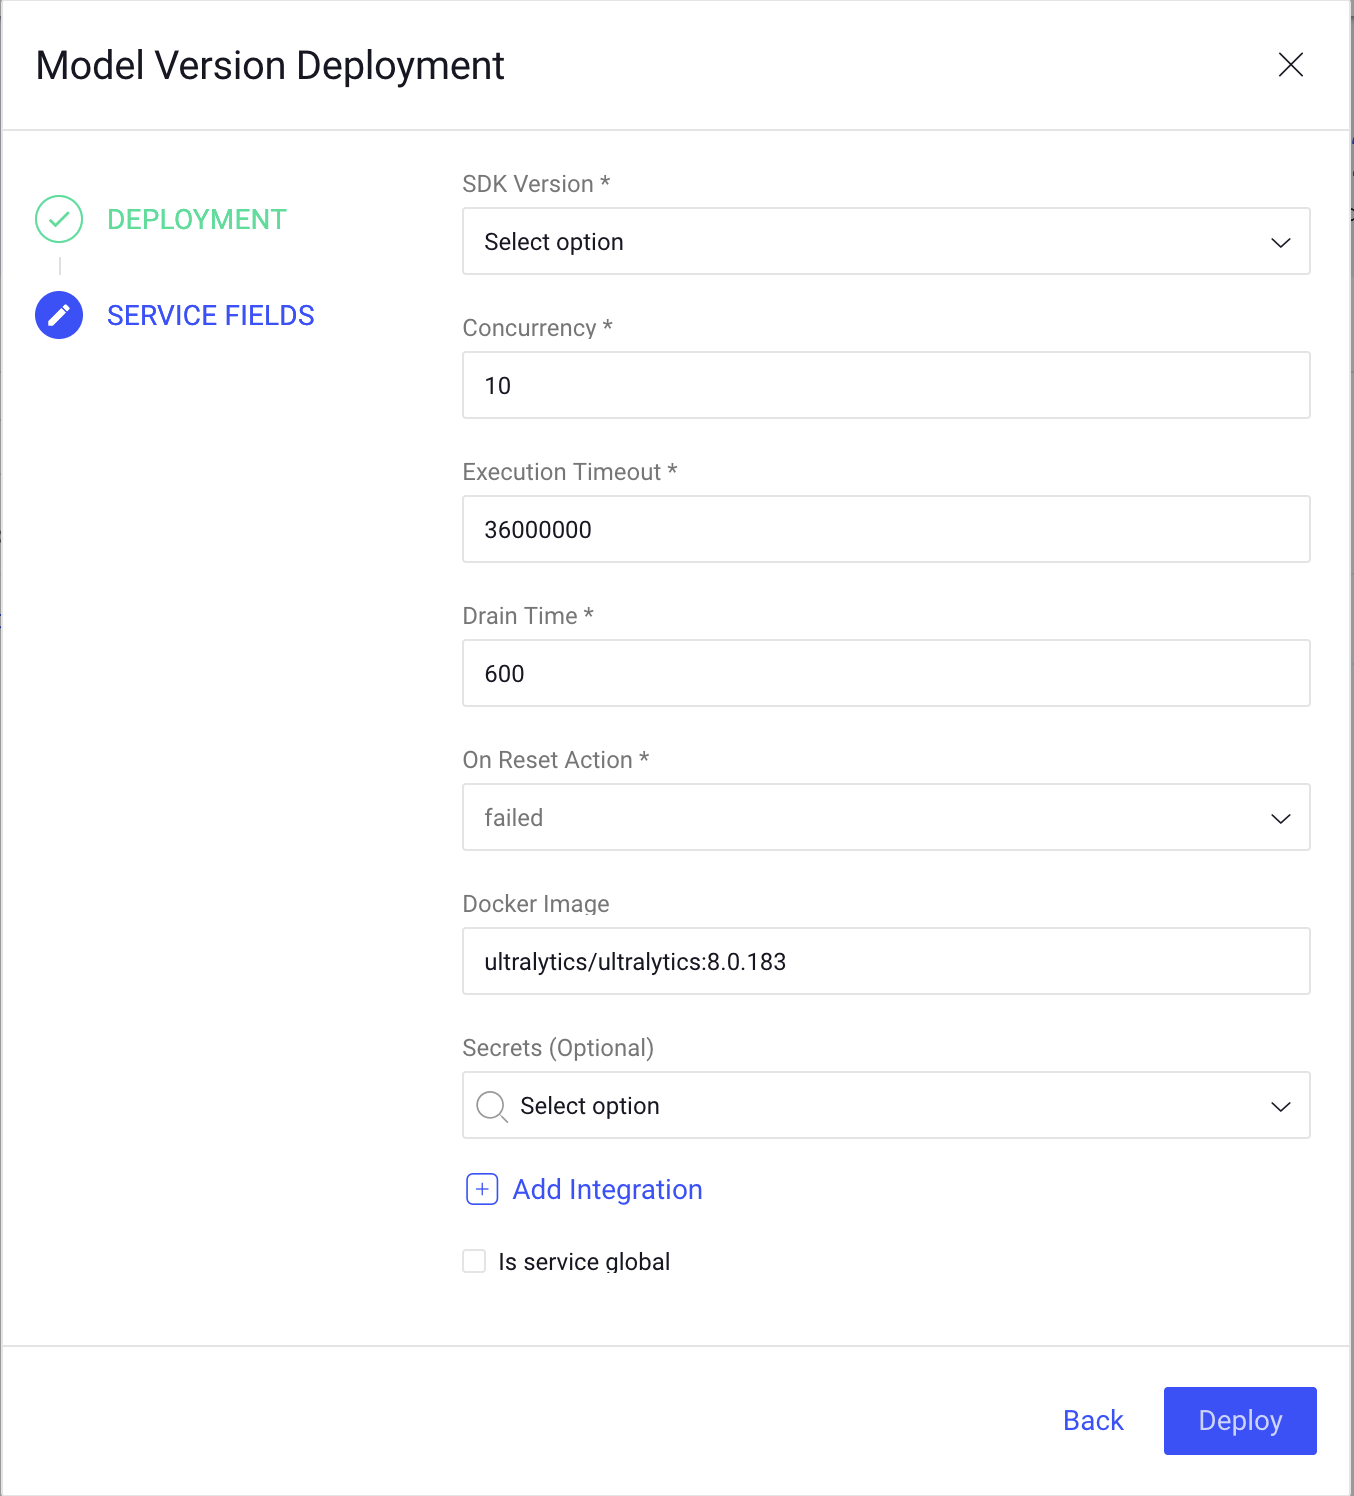 Model Version Deployment
DEPLOYMENT
SERVICE FIELDS
SDK Version *
Select option
Concurrency *
10
Execution Timeout *
36000000
Drain Time *
600
On Reset Action *
failed
Docker Image
ultralytics/ultralytics:8.0.183
Secrets (Optional)
Select option
Add Integration
Is service global
Back
Deploy